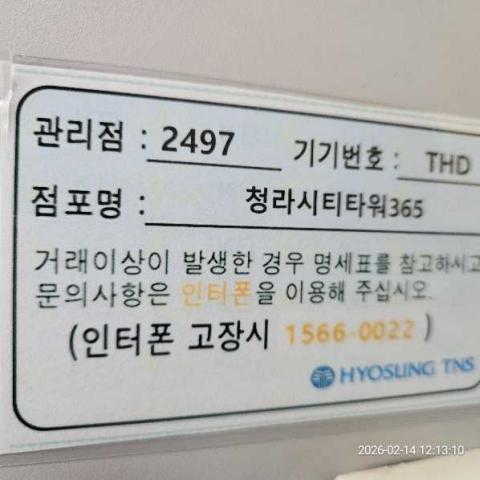 관리점 : 2497 기기번호 : THD
점포명 : 청라시티타워365
거래이상이 발생한 경우 명세표를 참고하시고
문의사항은 인터폰을 이용해 주십시오.
(인터폰 고장시 1566-0022 )
HYOSUNG TNS
2026-02-14 12:13:10